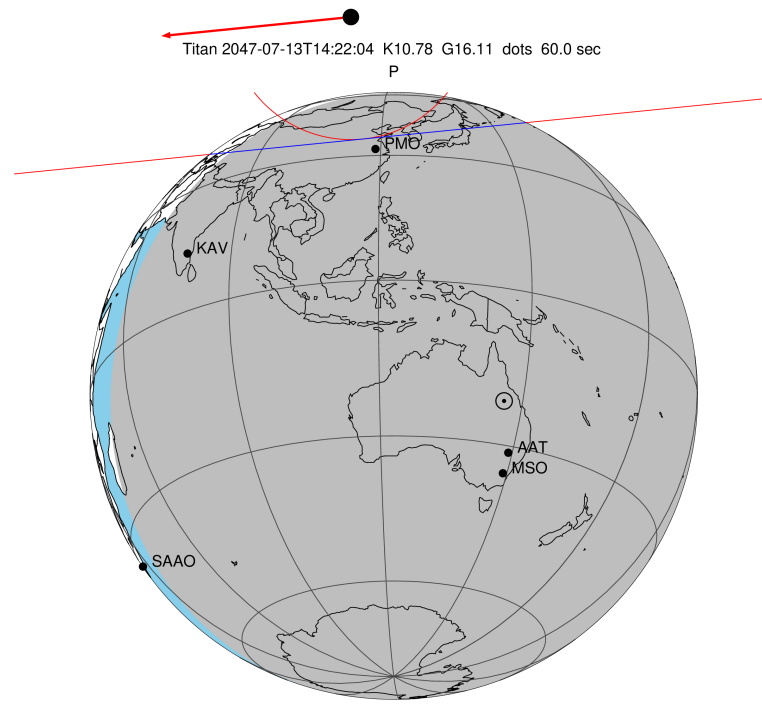 Titan 2047-07-13T14:22:04 K10.78 G16.11 dots 60.0 sec
P
PMO
KAV
AAT
MSO
SAAO